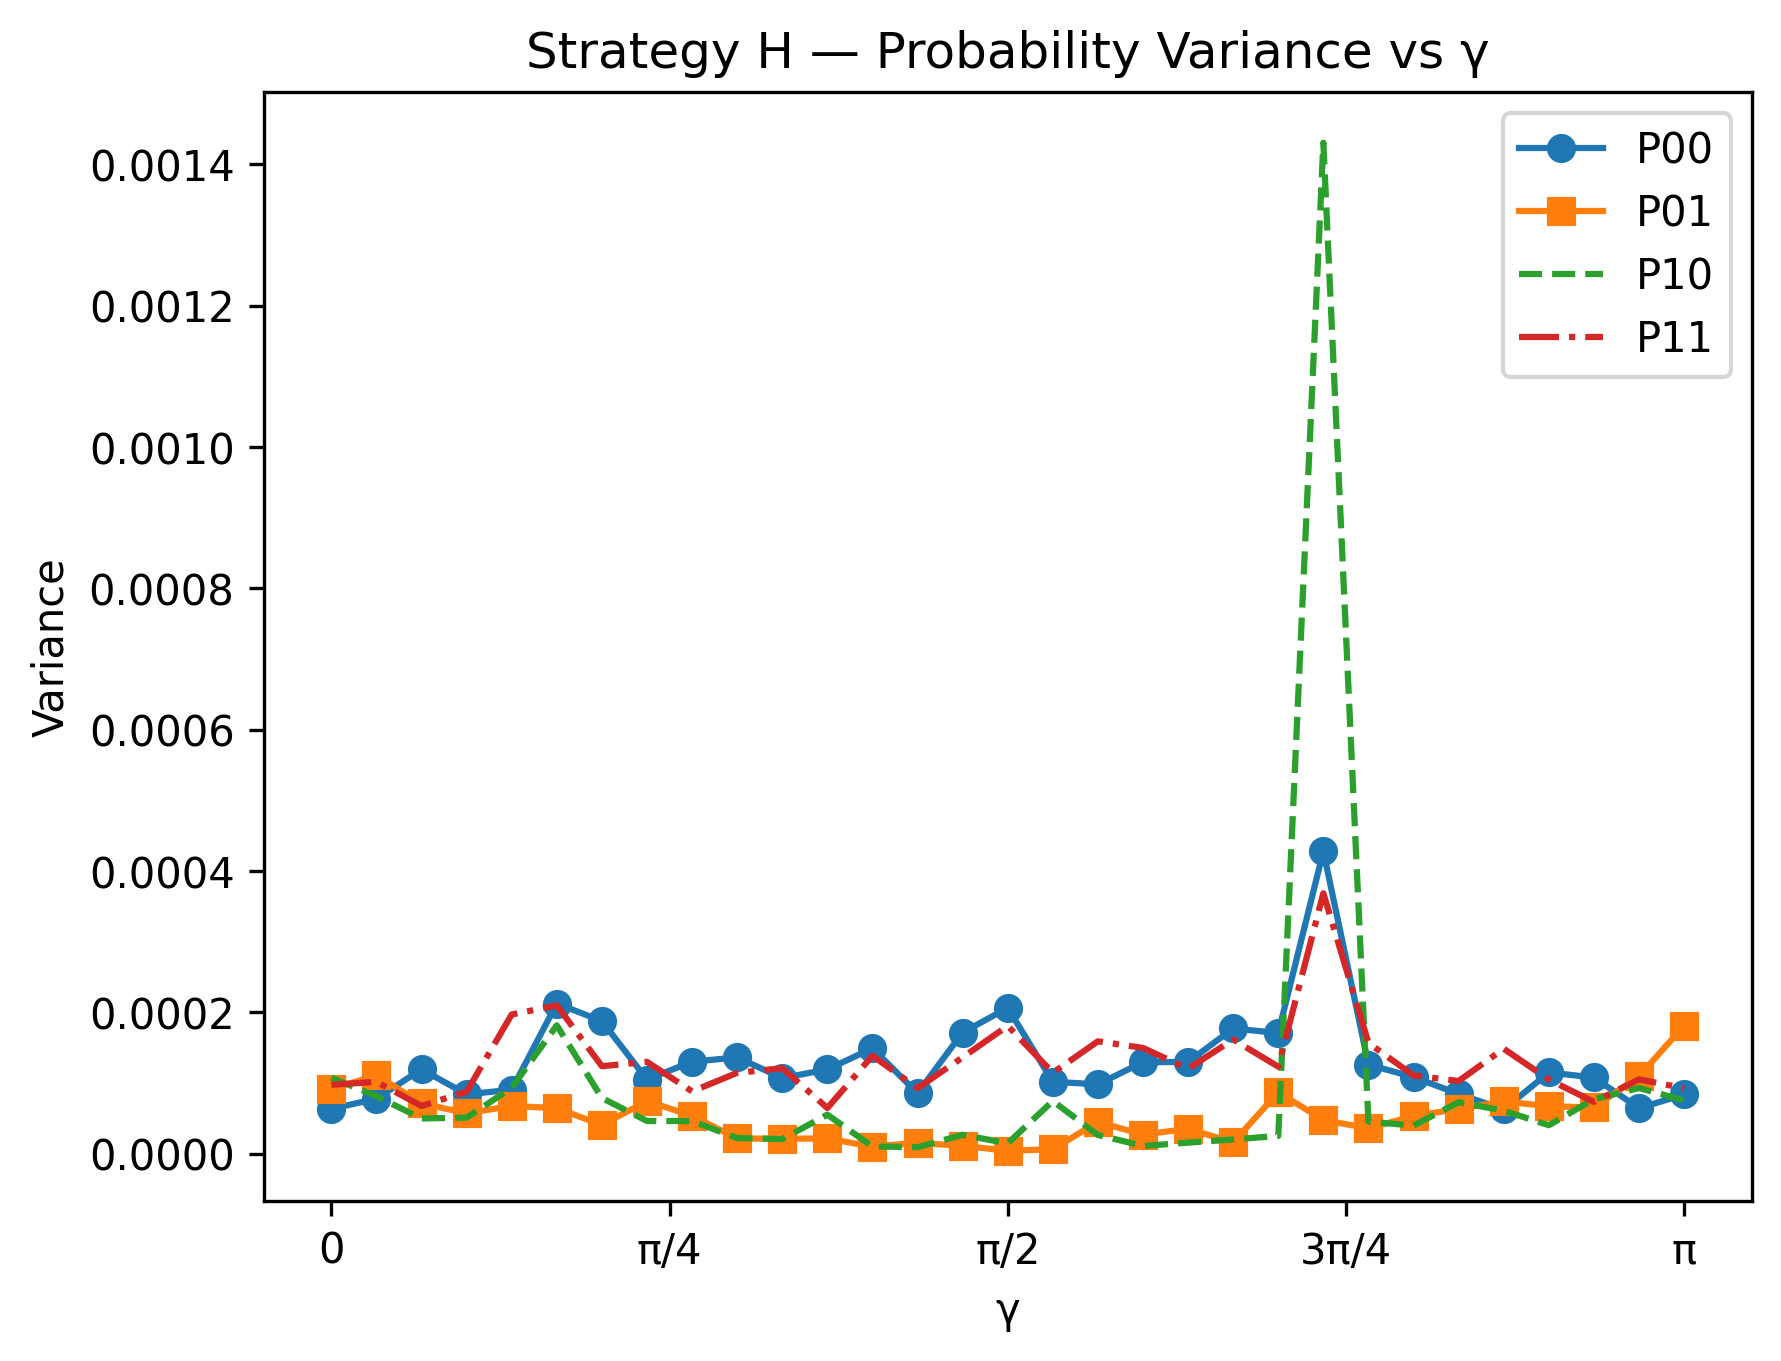 Strategy H — Probability Variance vs γ
0.0014
0.0012
0.0010
0.0008
0.0006
0.0004
0.0002
0.0000
Variance
P00
P01
P10
P11
0
π/4
π/2
3π/4
π
γ